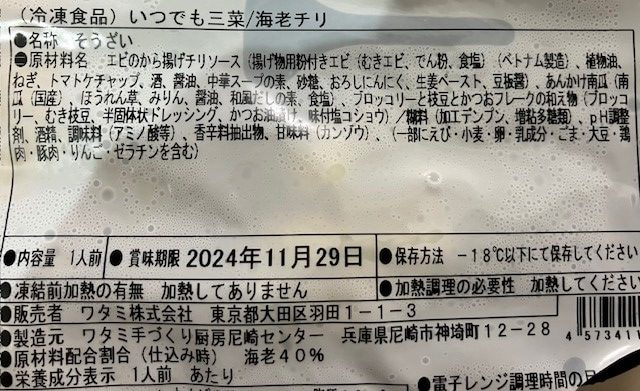 （冷凍食品）いつでも三菜/海老チリ
●名称 そうざい
●原材料名 エビのから揚げチリソース（揚げ物用粉付きエビ（むきエビ、でん粉、食塩）（ベトナム製造）、植物油、
ねぎ、トマトケチャップ、酒、醤油、中華スープの素、砂糖、おろしにんにく、生姜ペースト、豆板醤）、あんかけ南瓜（南
瓜（国産）、ほうれん草、みりん、醤油、和風だしの素、食塩）、ブロッコリーと枝豆とかつおフレークの和え物（ブロッコ
リー、むき枝豆、半固体状ドレッシング、かつお油漬け、味付塩コショウ）／糊料（加工デンプン、増粘多糖類）、pH調整
剤、酒精、調味料（アミノ酸等）、香辛料抽出物、甘味料（カンゾウ）、（一部にえび・小麦・卵・乳成分・ごま・大豆・鶏
肉・豚肉・りんご・ゼラチンを含む）
●内容量 1人前 ●賞味期限 2024年11月29日 ●保存方法 −18℃以下にて保存してください
●凍結前加熱の有無 加熱してありません ●加熱調理の必要性 加熱してください
●販売者 ワタミ株式会社 東京都大田区羽田1-1-3
●製造元 ワタミ手づくり厨房尼崎センター 兵庫県尼崎市神埼町12-28
4 573411
●原材料配合割合（仕込み時） 海老40％
●栄養成分表示 1人前 あたり
●電子レンジ調理時間の